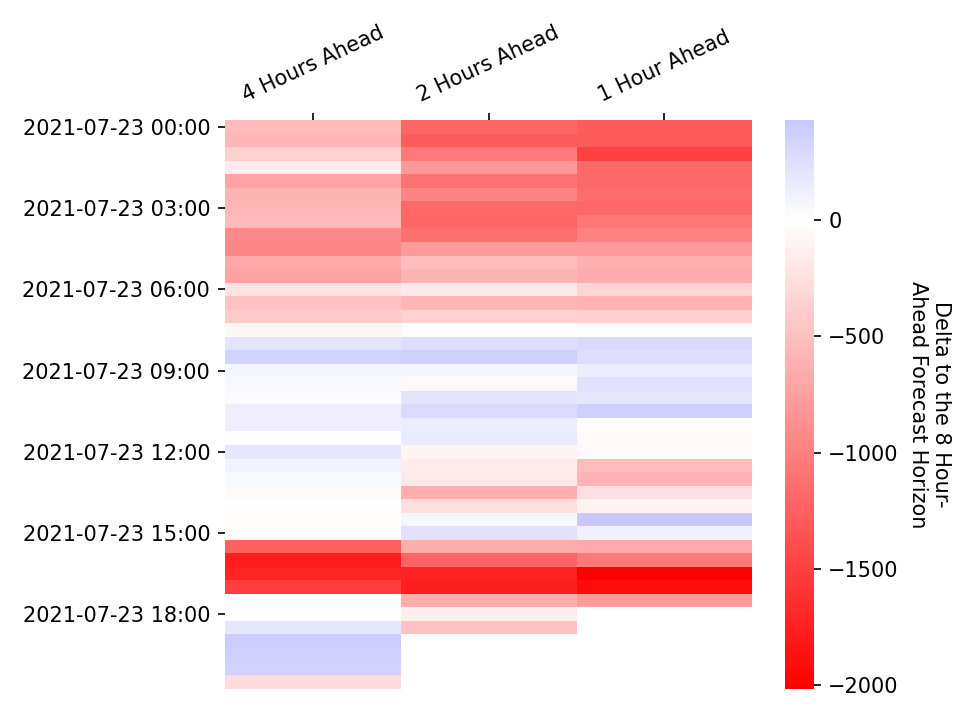 4 Hours Ahead
2 Hours Ahead
1 Hour Ahead
2021-07-23 00:00
2021-07-23 03:00
2021-07-23 06:00
2021-07-23 09:00
2021-07-23 12:00
2021-07-23 15:00
2021-07-23 18:00
0
−500
−1000
−1500
−2000
Delta to the 8 Hour-
Ahead Forecast Horizon